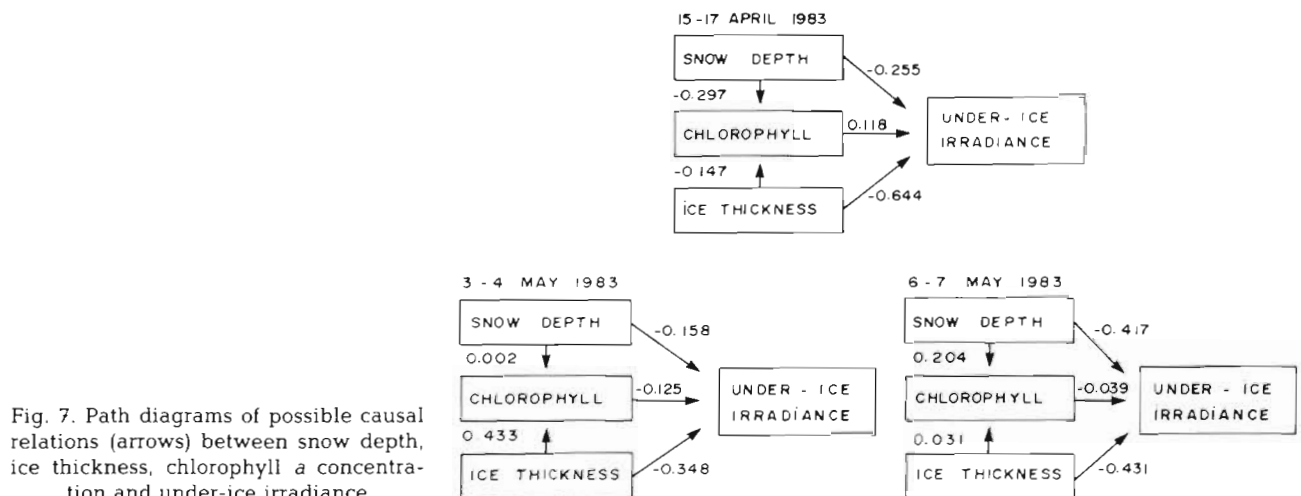 15-17 APRIL 1983
SNOW DEPTH
-0.255
-0.297
CHLOROPHYLL
0.118
UNDER - ICE
IRRADIANCE
-0.147
ICE THICKNESS
-0.644
3 - 4 MAY 1983
SNOW DEPTH
-0.158
0.002
CHLOROPHYLL
-0.125
UNDER - ICE
IRRADIANCE
0.433
ICE THICKNESS
-0.348
6 - 7 MAY 1983
SNOW DEPTH
-0.417
0.204
CHLOROPHYLL
-0.039
UNDER - ICE
IRRADIANCE
0.031
ICE THICKNESS
-0.431
Fig. 7. Path diagrams of possible causal
relations (arrows) between snow depth,
ice thickness, chlorophyll a concentra-
tion and under-ice irradiance